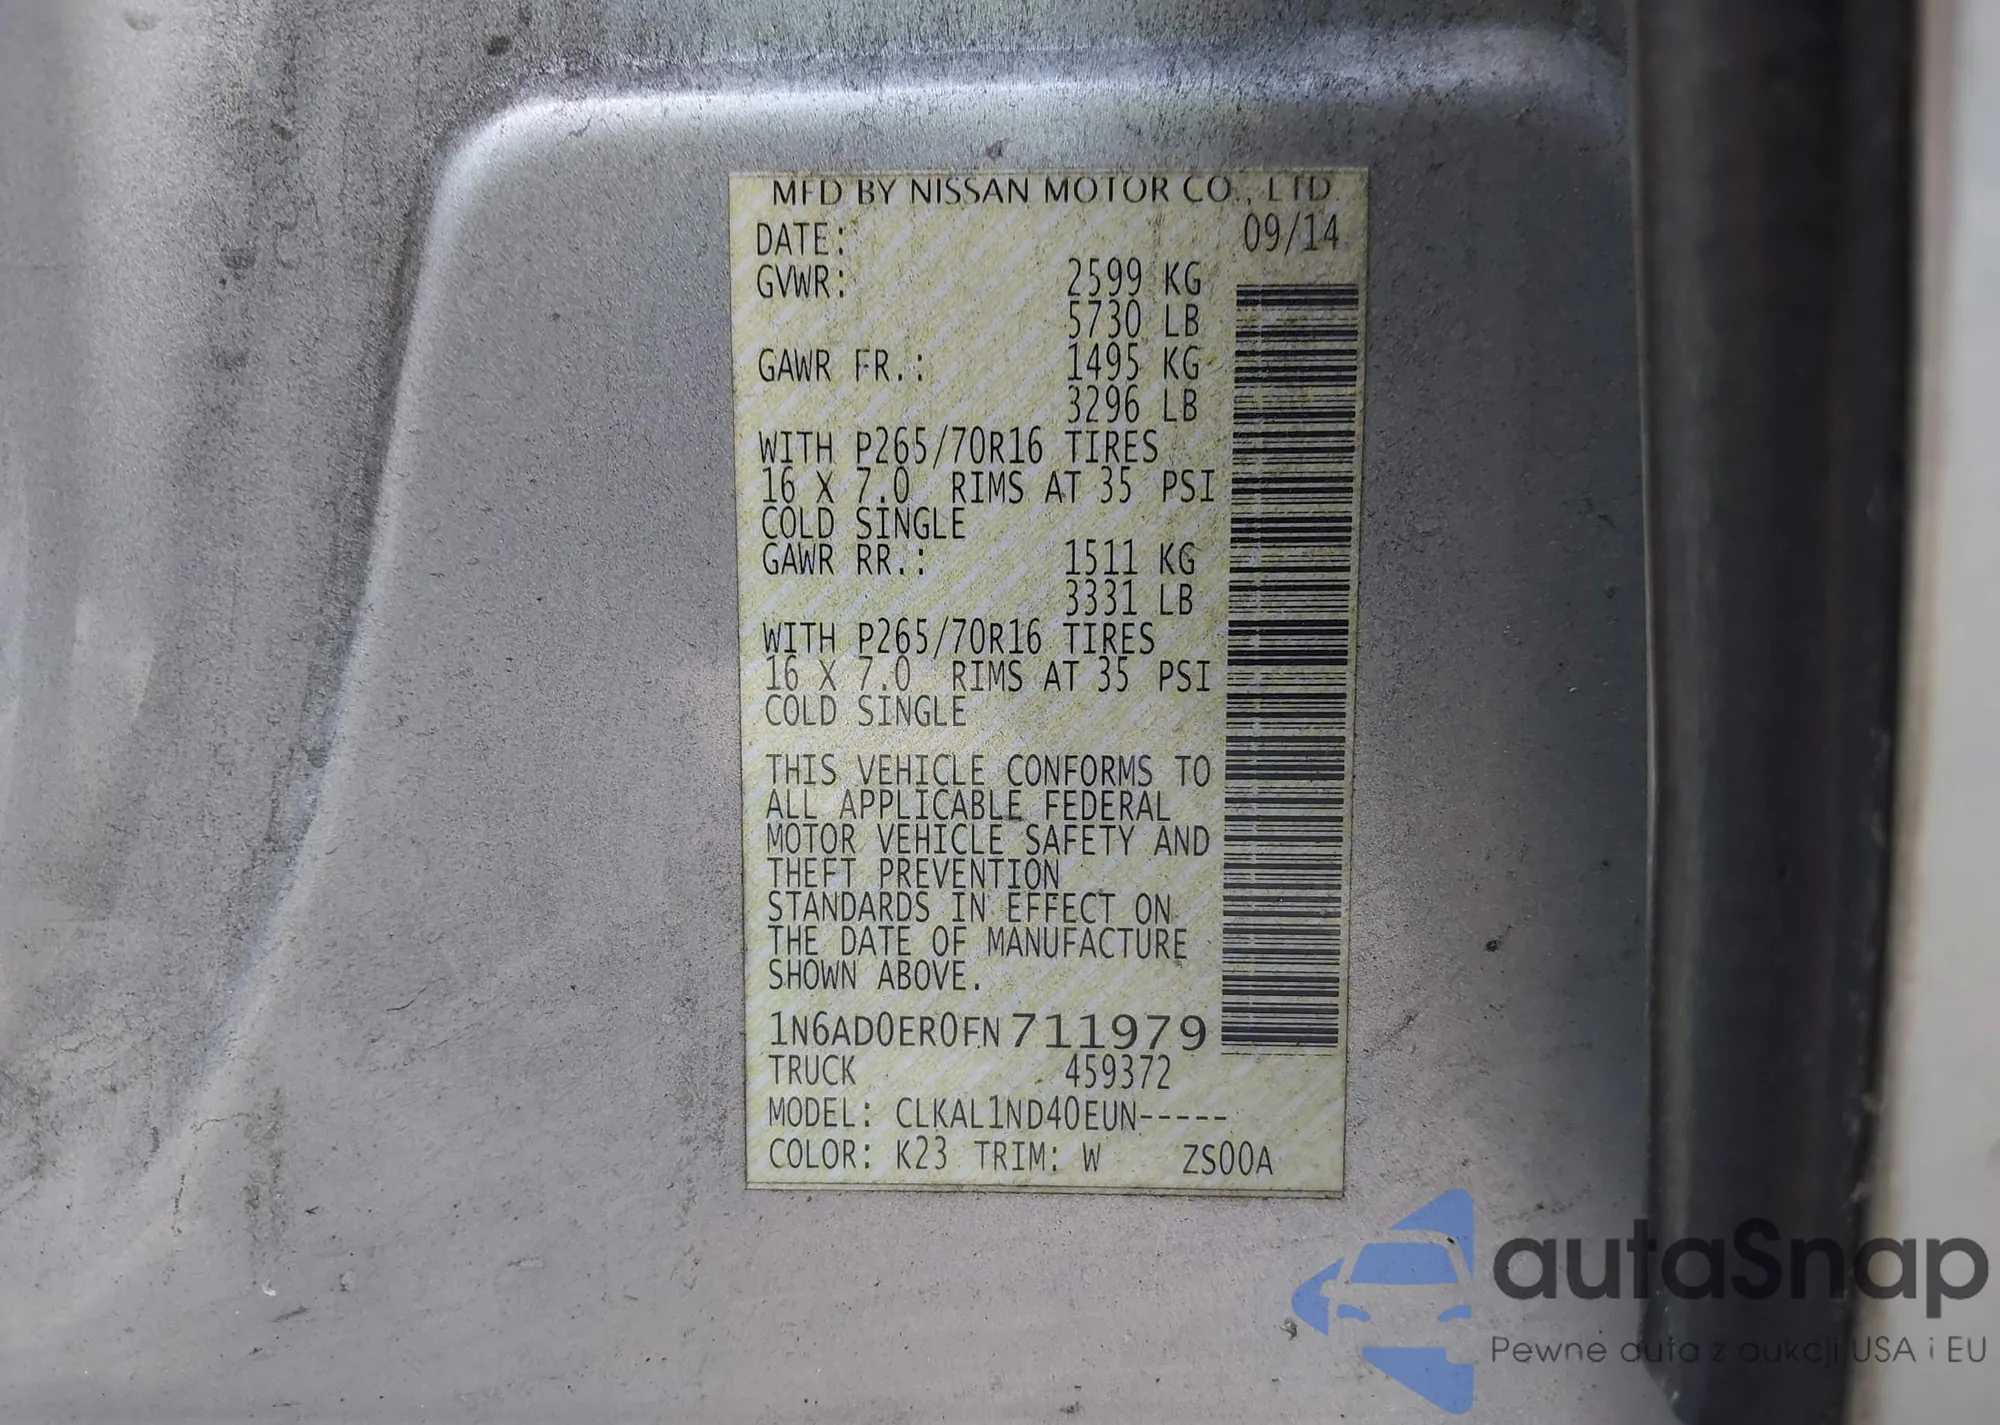 MFD BY NISSAN MOTOR CO., LTD.
DATE: 09/14
GVWR: 2599 KG
5730 LB
GAWR FR.: 1495 KG
3296 LB
WITH P265/70R16 TIRES
16 X 7.0 RIMS AT 35 PSI
COLD SINGLE
GAWR RR.: 1511 KG
3331 LB
WITH P265/70R16 TIRES
16 X 7.0 RIMS AT 35 PSI
COLD SINGLE
THIS VEHICLE CONFORMS TO
ALL APPLICABLE FEDERAL
MOTOR VEHICLE SAFETY AND
THEFT PREVENTION
STANDARDS IN EFFECT ON
THE DATE OF MANUFACTURE
SHOWN ABOVE.
1N6AD0ER0FN711979
TRUCK 459372
MODEL: CLKAL1ND40EUN-----
COLOR: K23 TRIM: W ZS00A
autaSnap
Pewne auta z aukcji USA i EU